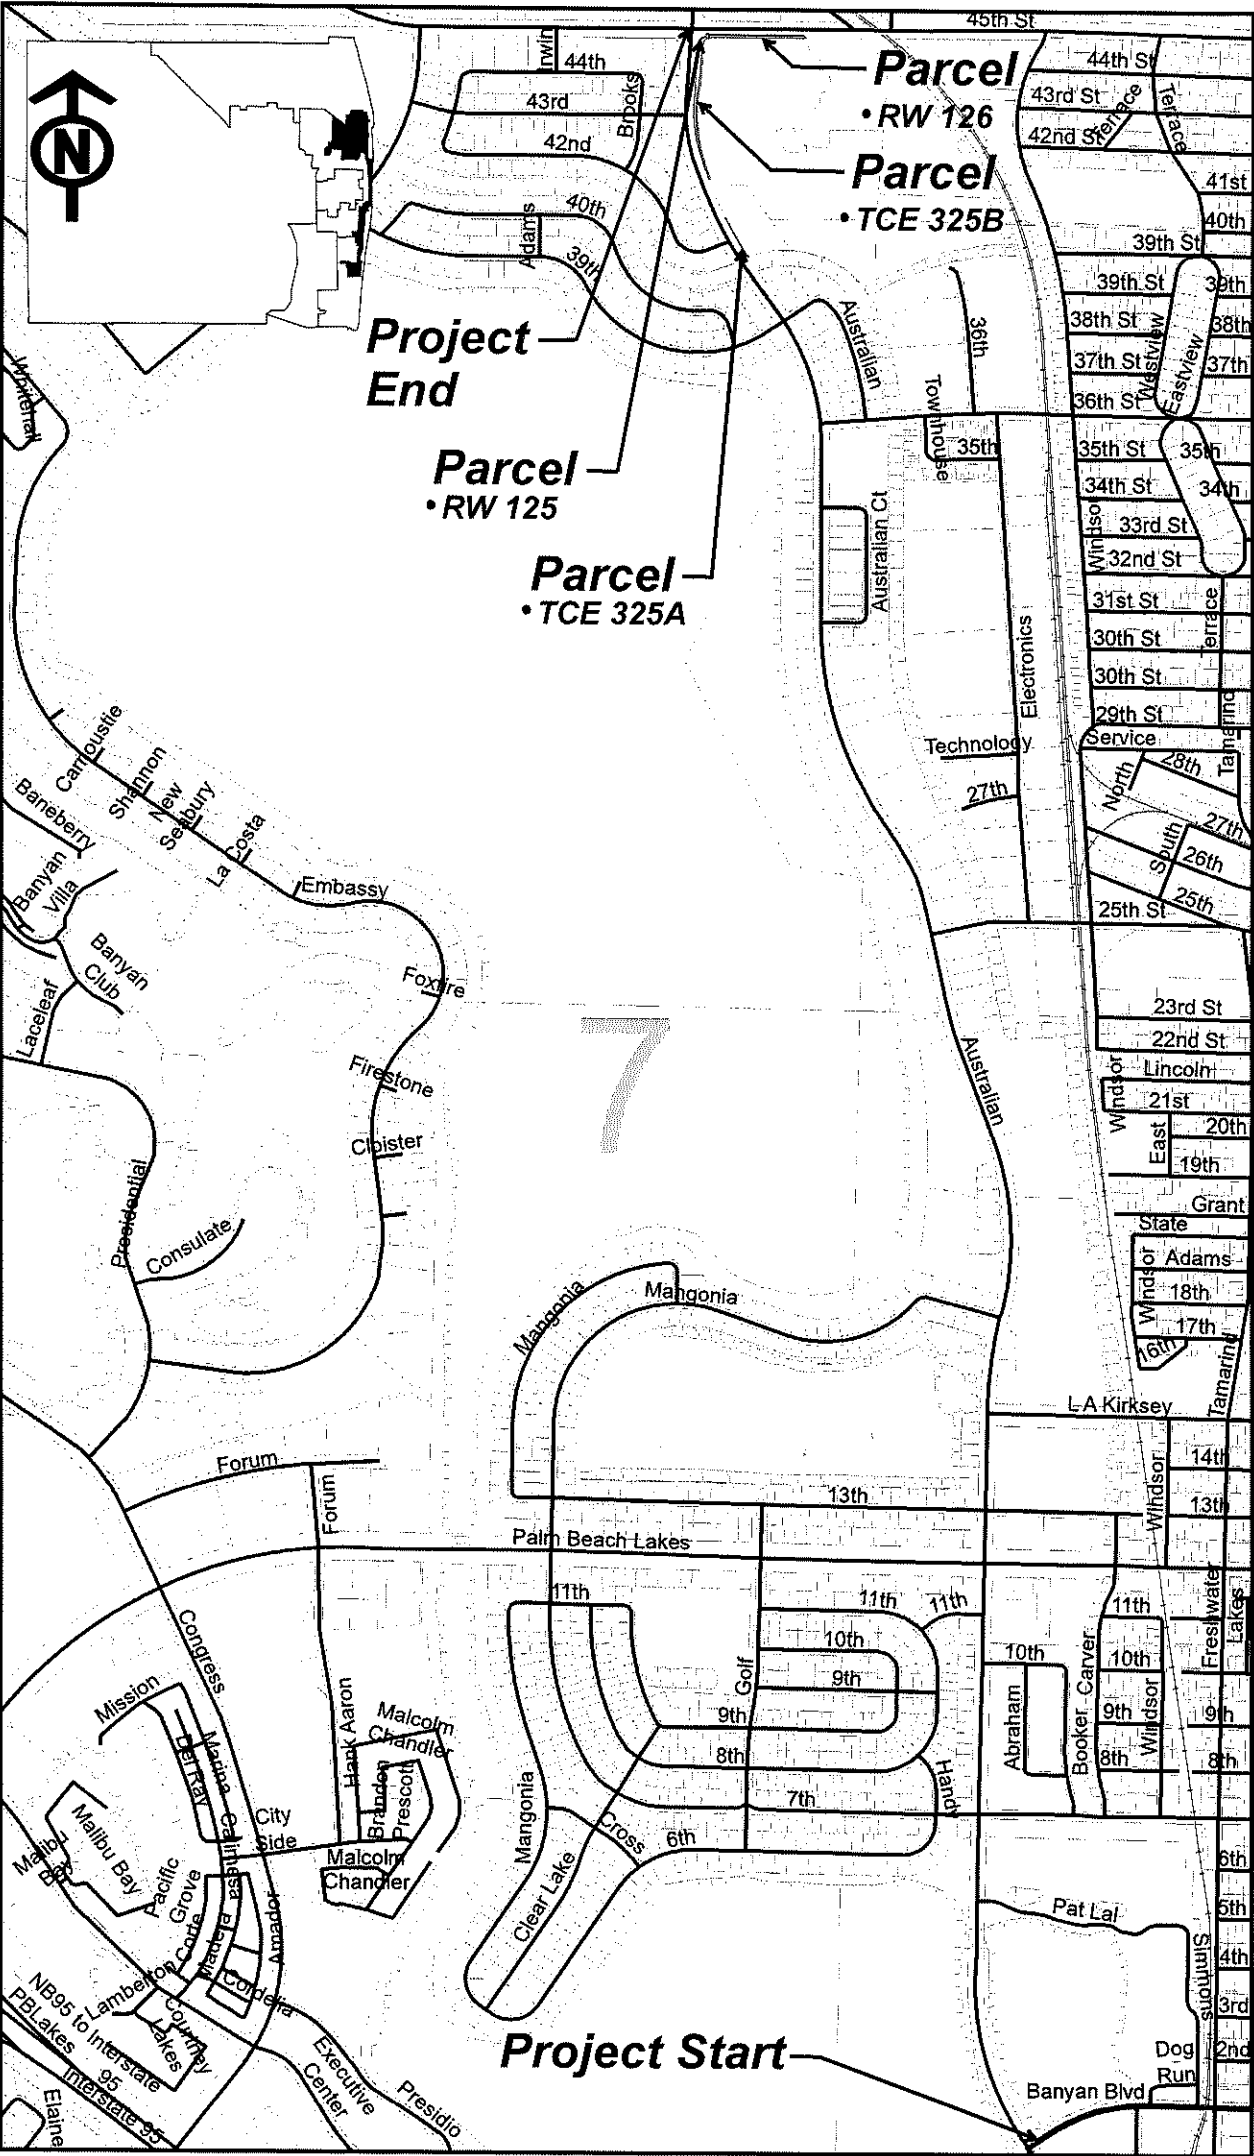 45th St
N
Irwin
44th
43rd
42nd
Brooks
Parcel
• RW 126
Parcel
• TCE 325B
44th St
43rd St
42nd St
Terrace
Terrace
41st
40th
39th St
40th
Adams
39th
39th St
39th
38th St
38th
37th St
37th
Westview
Eastview
36th St
Project
End
Australian
36th
Townhouse
35th
35th St
35th
Whitehall
Parcel
• RW 125
34th St
34th
33rd St
32nd St
Windsor
Parcel
• TCE 325A
Australian Ct
31st St
30th St
30th St
29th St
Terrace
Tamarind
Electronics
Technology
27th
Service
28th
North
27th
South
26th
25th
25th St
Carnoustie
Shannon
New
Seabury
La Costa
Baneberry
Banyan
Villa
Embassy
Banyan
Club
Laceleaf
Foxfire
7
Firestone
Cloister
Presidential
Consulate
Australian
23rd St
22nd St
Lincoln
Windsor
21st
20th
East
19th
Grant
State
Adams
Windsor
18th
17th
16th
Tamarind
Mangonia
Mangonia
L A Kirksey
14th
Forum
Forum
13th
Windsor
13th
Palm Beach Lakes
11th
11th
11th
11th
Freshwater
Lakes
Congress
10th
9th
Golf
9th
8th
7th
6th
Handy
10th
Abraham
Booker
Carver
10th
9th
Windsor
8th
9th
8th
Mission
Marina
Del Ray
Hank Aaron
Malcolm
Chandler
Brandon
Prescott
City
Side
Malcolm
Chandler
Mangonia
Cross
Clear Lake
Malibu Bay
Malibu
Bay
Pacific
Grove
Calimesa
Corte
Madera
Amador
Lamberton
Cordelia
Courtney
Lakes
NB95 to Interstate
PBLakes
95
Interstate 95
Elaine
Executive
Center
Presidio
Pat Lal
Simmons
6th
5th
4th
3rd
2nd
Dog
Run
Banyan Blvd
Project Start